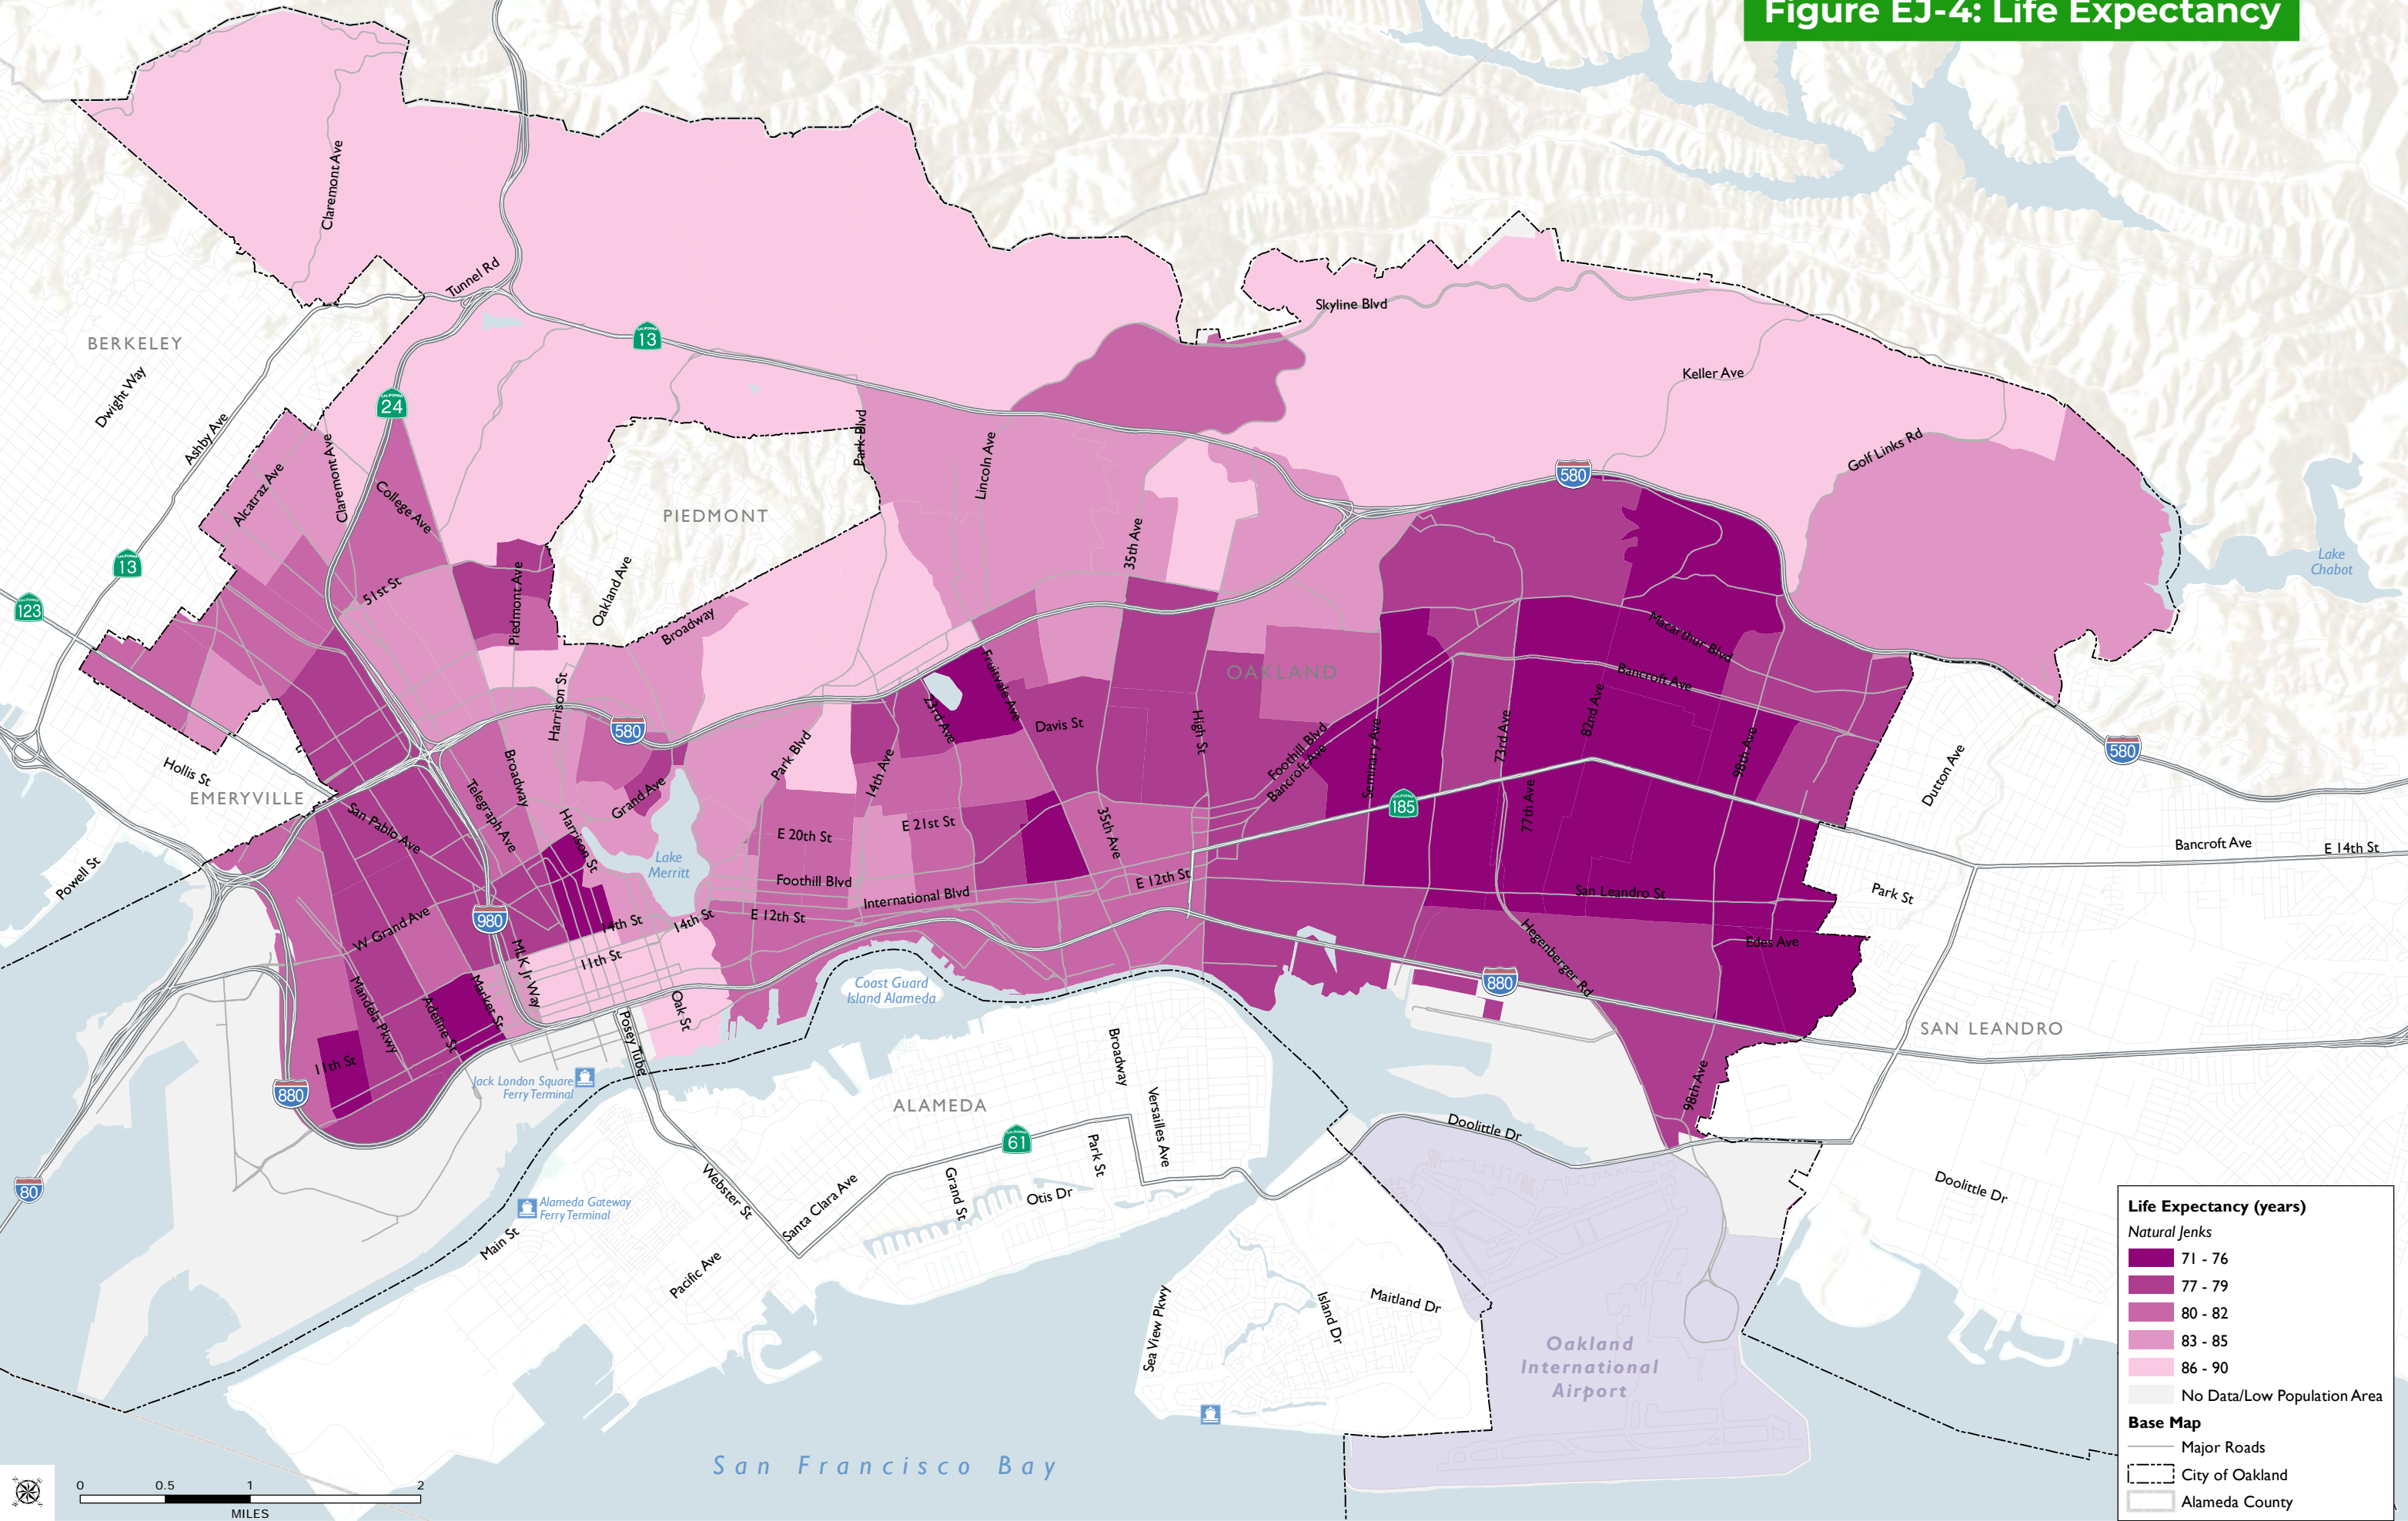 Figure EJ-4: Life Expectancy
Claremont Ave
Tunnel Rd
BERKELEY
Dwight Way
Ashby Ave
13
24
13
123
Skyline Blvd
Keller Ave
Golf Links Rd
580
Alcatraz Ave
Claremont Ave
College Ave
51st St
Piedmont Ave
PIEDMONT
Oakland Ave
Broadway
Park Blvd
Lincoln Ave
35th Ave
Lake
Chabot
Hollis St
EMERYVILLE
Powell St
San Pablo Ave
Telegraph Ave
Broadway
Harrison St
Harrison St
580
Grand Ave
Lake
Merritt
Park Blvd
14th Ave
23rd Ave
Fruitvale Ave
Davis St
E 20th St
E 21st St
Foothill Blvd
International Blvd
E 12th St
35th Ave
High St
E 12th St
OAKLAND
Foothill Blvd
Bancroft Ave
Seminary Ave
185
73rd Ave
77th Ave
82nd Ave
Macarthur Blvd
Bancroft Ave
98th Ave
San Leandro St
Edes Ave
Hegenberger Rd
880
98th Ave
Dutton Ave
580
Bancroft Ave
E 14th St
Park St
SAN LEANDRO
Doolittle Dr
Doolittle Dr
W Grand Ave
980
14th St
14th St
11th St
MLK Jr Way
Market St
Adeline St
Mandela Pkwy
11th St
880
80
Oak St
Posey Tube
Jack London Square
Ferry Terminal
Coast Guard
Island Alameda
ALAMEDA
61
Broadway
Versailles Ave
Park St
Otis Dr
Grand St
Santa Clara Ave
Webster St
Alameda Gateway
Ferry Terminal
Main St
Pacific Ave
Sea View Pkwy
Island Dr
Maitland Dr
Oakland
International
Airport
San Francisco Bay
0 0.5 1 2
MILES
Life Expectancy (years)
Natural Jenks
71 - 76
77 - 79
80 - 82
83 - 85
86 - 90
No Data/Low Population Area
Base Map
Major Roads
City of Oakland
Alameda County